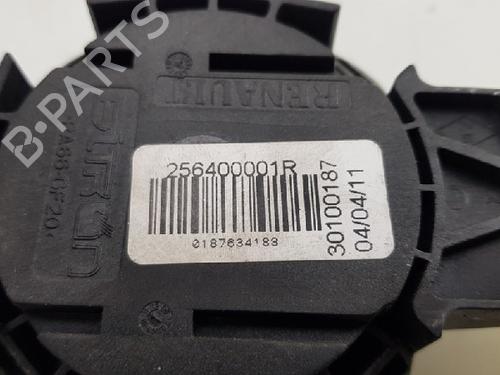 RENAULT
256400001R
0187634183
30100187
04/04/11
B-PARTS